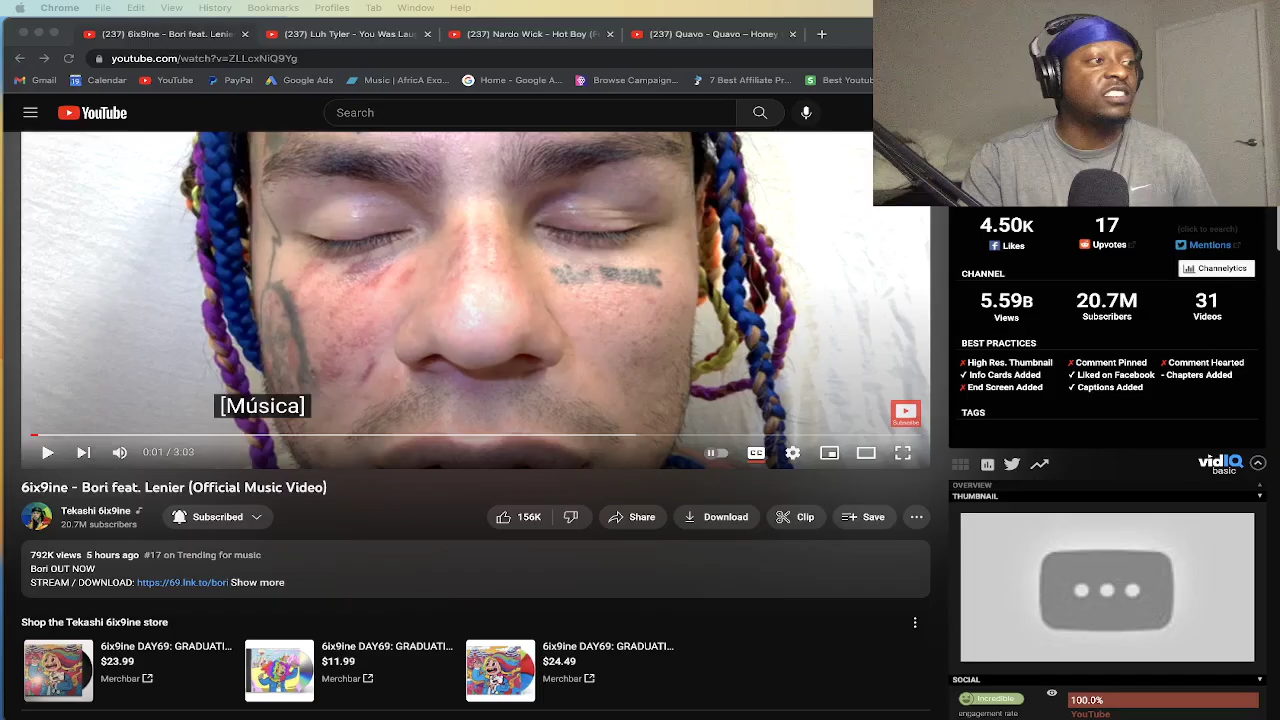 Chrome File Edit View History Bookmarks Profiles Tab Window Help
(237) 6ix9ine - Bori feat. Lenier (237) Luh Tyler - You Was Laug (237) Nardo Wick - Hot Boy (F (237) Quavo - Quavo - Honey
youtube.com/watch?v=ZLLcxNiQ9Yg
Gmail Calendar YouTube PayPal Google Ads Music | AfricA Exo... Home - Google A... Browse Campaign... 7 Best Affiliate Pr... Best Youtub
YouTube Search
4.50K 17 (click to search)
Likes Upvotes Mentions
CHANNEL Channelytics
5.59B 20.7M 31
Views Subscribers Videos
BEST PRACTICES
✗ High Res. Thumbnail ✗ Comment Pinned ✗ Comment Hearted
✓ Info Cards Added ✓ Liked on Facebook - Chapters Added
✗ End Screen Added ✓ Captions Added
TAGS
[Música]
Subscribe
0:01 / 3:03 CC
vidIQ
basic
OVERVIEW
THUMBNAIL
6ix9ine - Bori feat. Lenier (Official Music Video)
Tekashi 6ix9ine
20.7M subscribers
Subscribed 156K Share Download Clip Save
792K views 5 hours ago #17 on Trending for music
Bori OUT NOW
STREAM / DOWNLOAD: https://69.lnk.to/bori Show more
Shop the Tekashi 6ix9ine store
6ix9ine DAY69: GRADUATI... 6ix9ine DAY69: GRADUATI... 6ix9ine DAY69: GRADUATI...
$23.99 $11.99 $24.49
Merchbar Merchbar Merchbar
SOCIAL
Incredible 100.0%
engagement rate YouTube